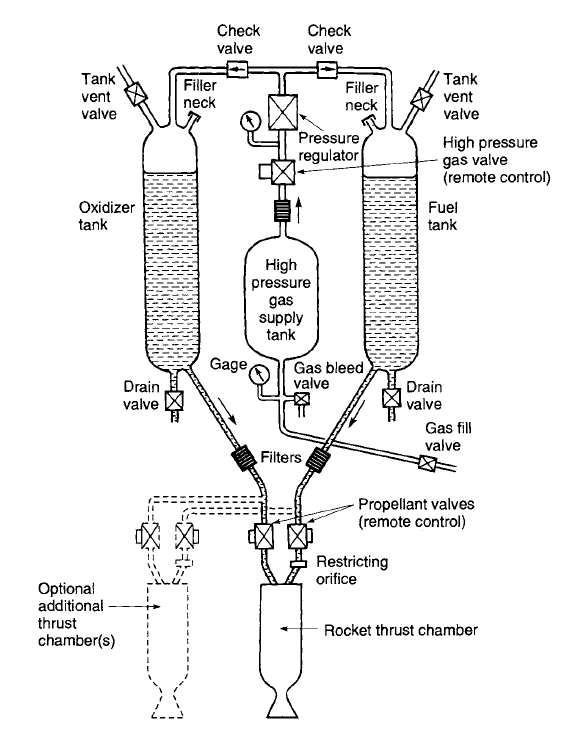 Check
valve
Check
valve
Tank
vent
valve
Filler
neck
Filler
neck
Tank
vent
valve
Pressure
regulator
High pressure
gas valve
(remote control)
Oxidizer
tank
Fuel
tank
High
pressure
gas
supply
tank
Gage
Gas bleed
valve
Drain
valve
Drain
valve
Gas fill
valve
Filters
Propellant valves
(remote control)
Restricting
orifice
Optional
additional
thrust
chamber(s)
Rocket thrust chamber